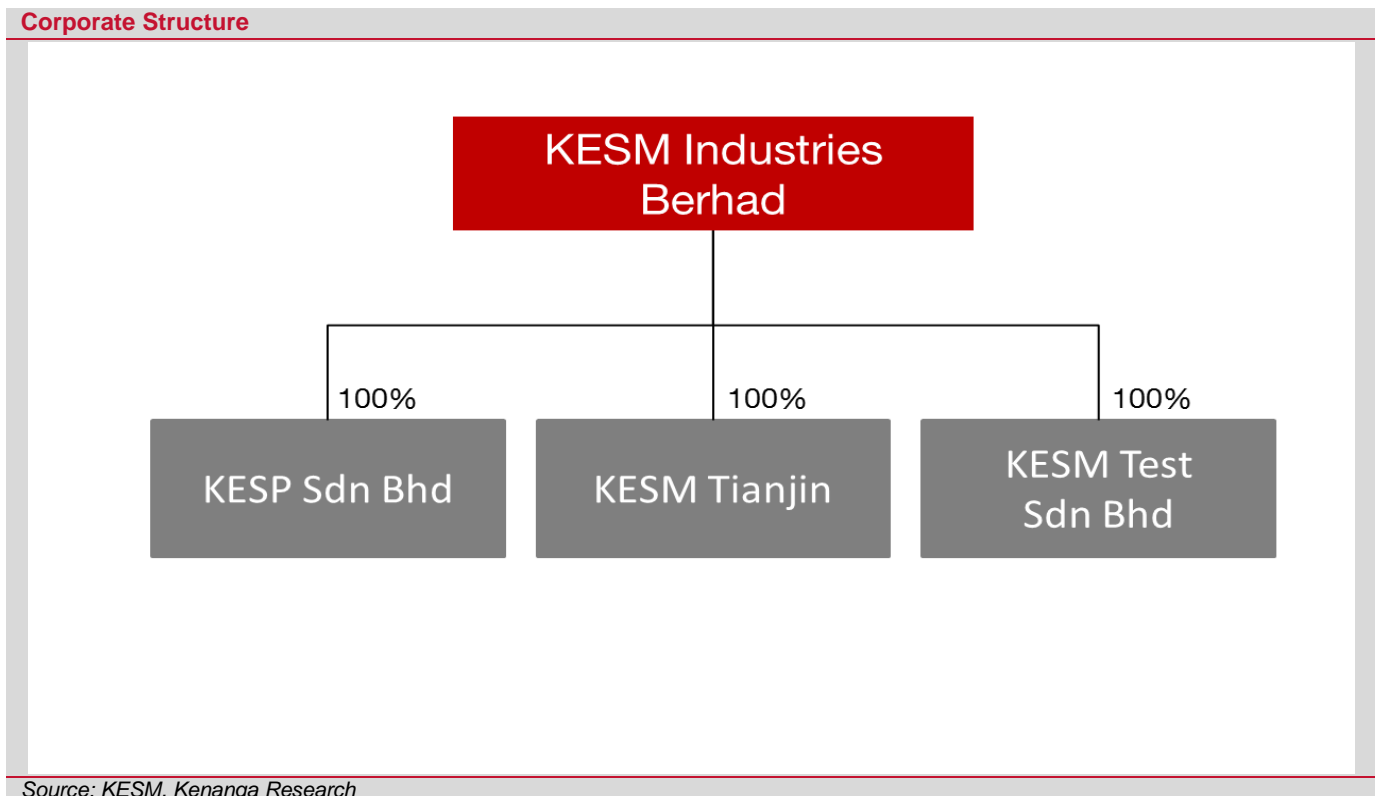 Corporate Structure
KESM Industries
Berhad
100%
100%
100%
KESP Sdn Bhd
KESM Tianjin
KESM Test
Sdn Bhd
Source: KESM, Kenanga Research